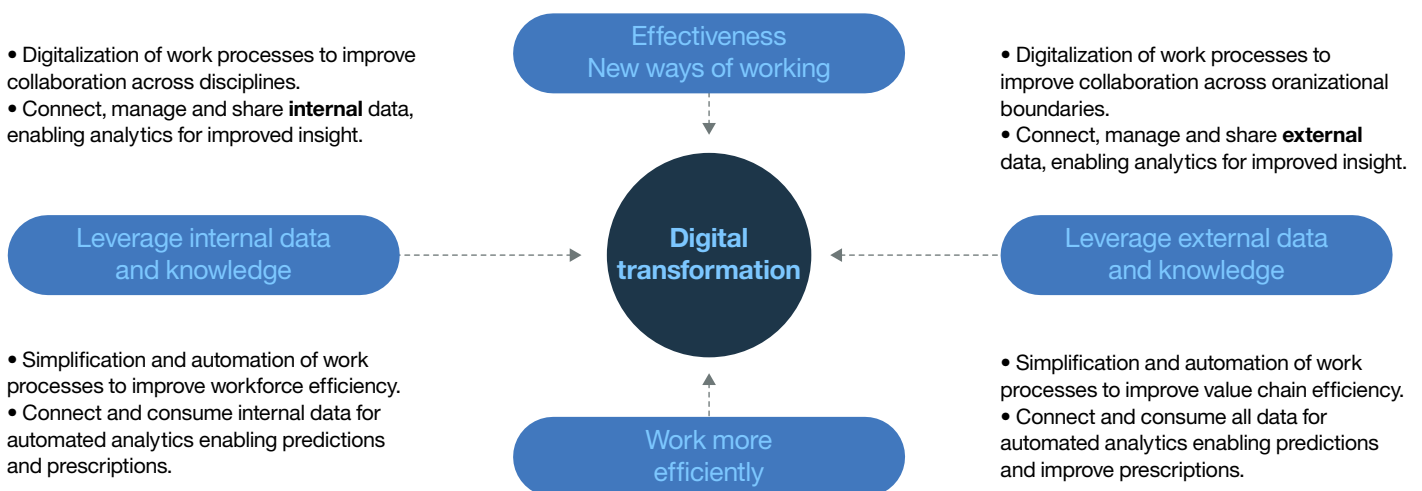 Effectiveness
New ways of working
• Digitalization of work processes to improve
collaboration across disciplines.
• Connect, manage and share internal data,
enabling analytics for improved insight.
• Digitalization of work processes to
improve collaboration across oranizational
boundaries.
• Connect, manage and share external
data, enabling analytics for improved insight.
Leverage internal data
and knowledge
Digital
transformation
Leverage external data
and knowledge
• Simplification and automation of work
processes to improve workforce efficiency.
• Connect and consume internal data for
automated analytics enabling predictions
and prescriptions.
• Simplification and automation of work
processes to improve value chain efficiency.
• Connect and consume all data for
automated analytics enabling predictions
and improve prescriptions.
Work more
efficiently